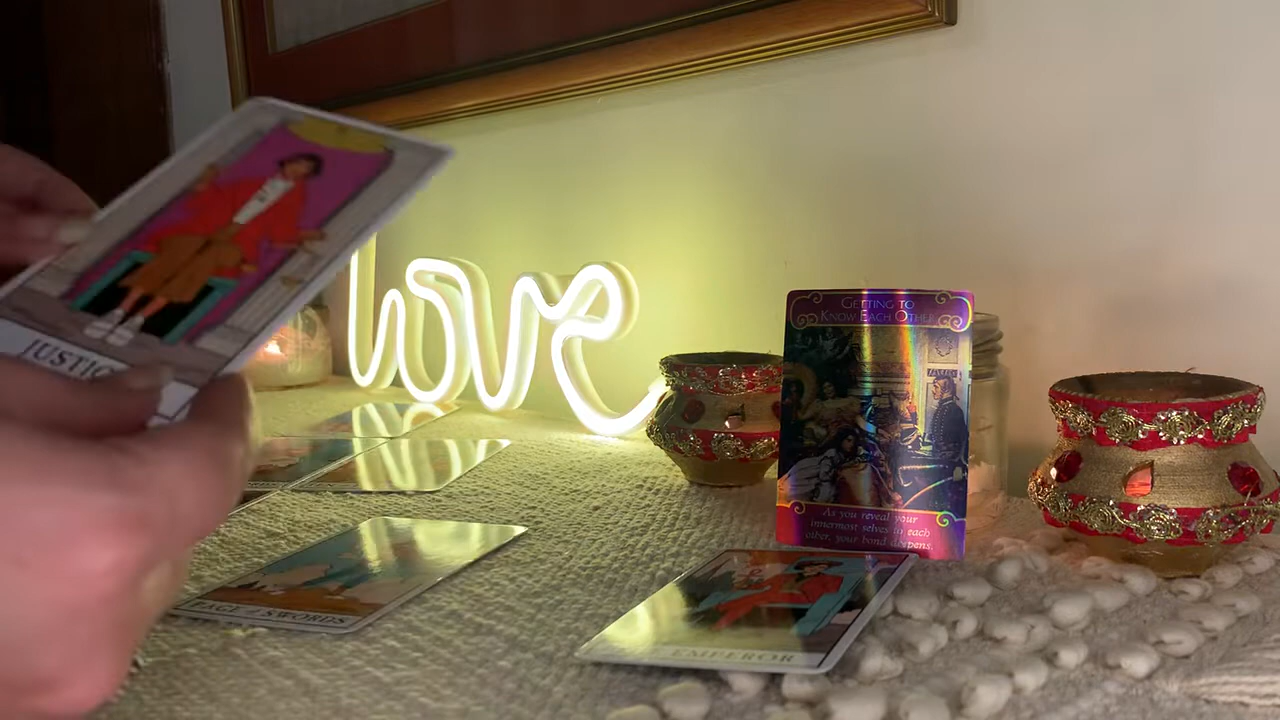 JUSTIC
love
GETTING TO
KNOW EACH OTHER
As you reveal your
innermost selves to each
other, your bond deepens.
PAGE of SWORDS
EMPEROR